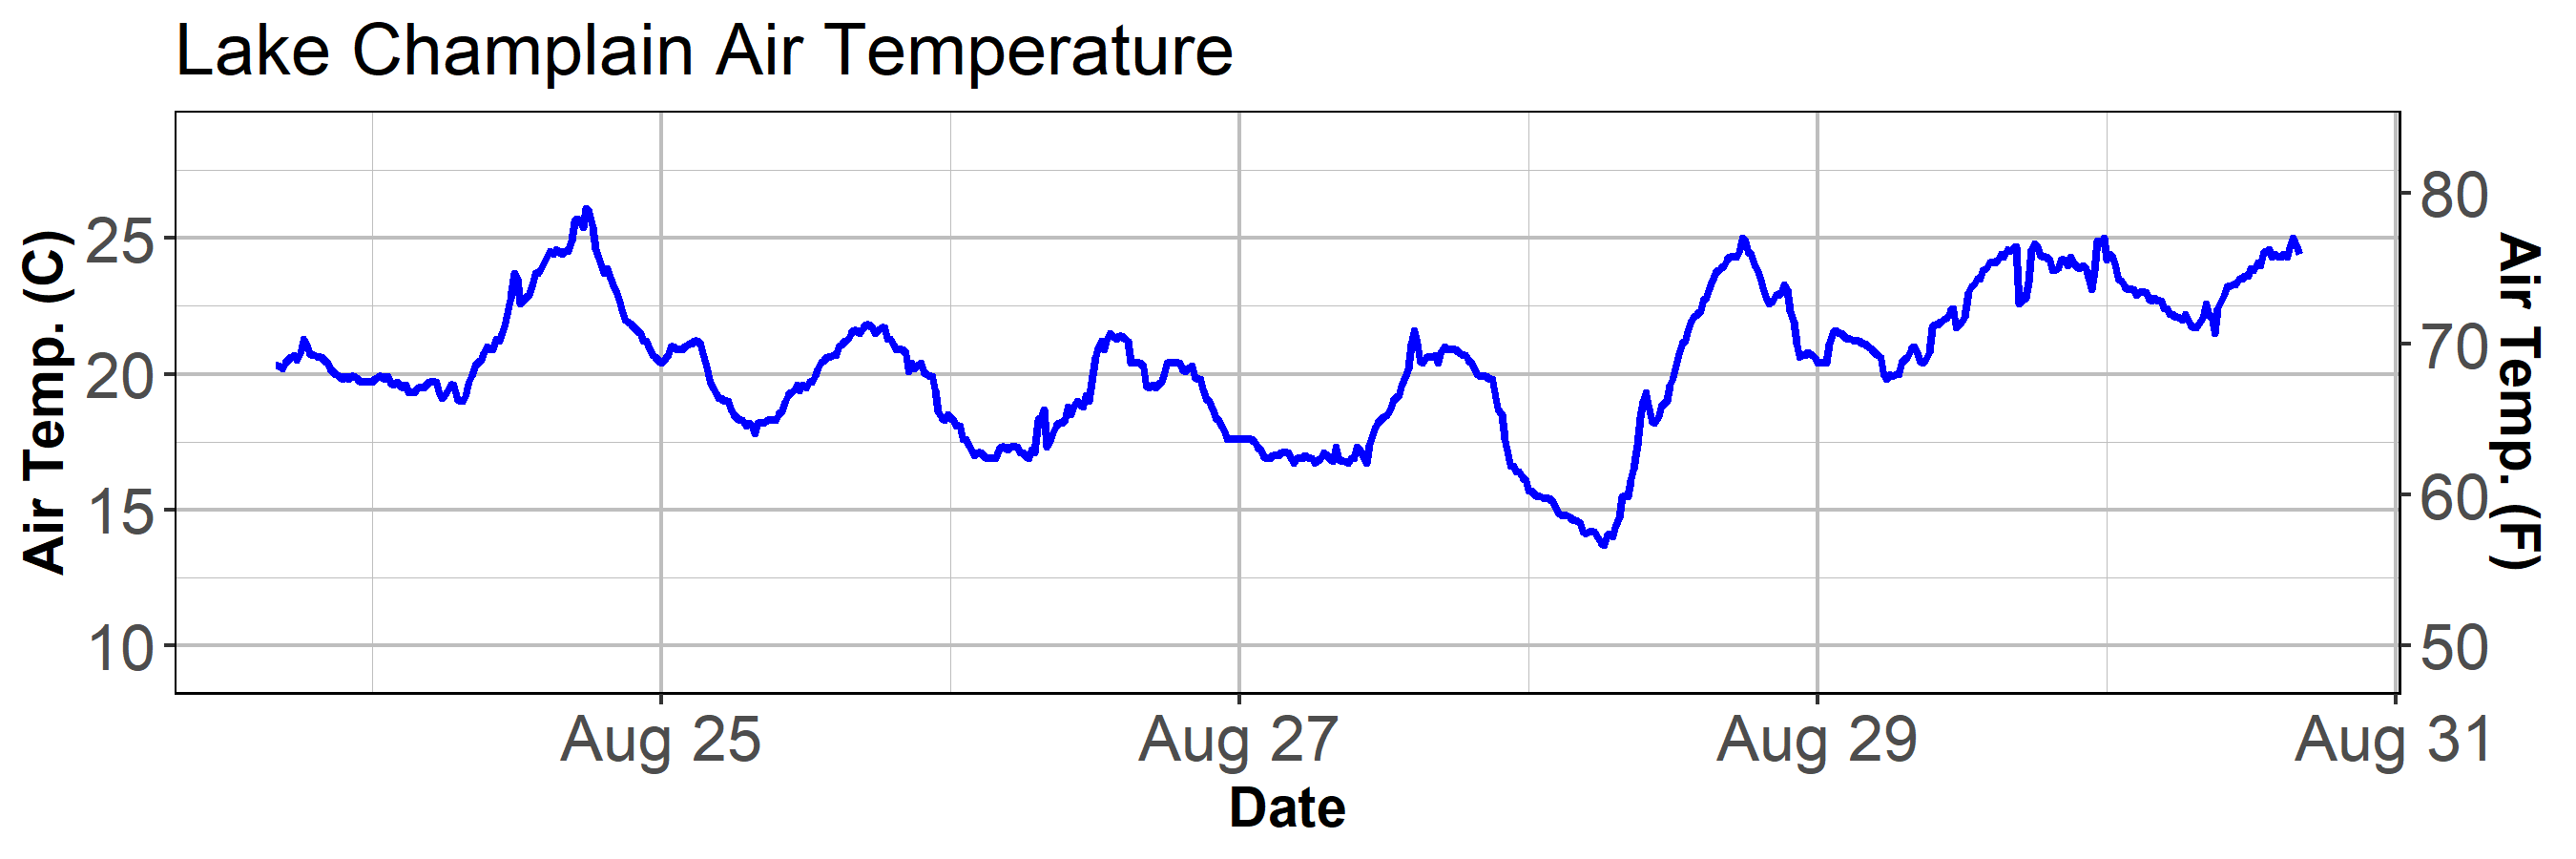 Lake Champlain Air Temperature
Air Temp. (C)
25
20
15
10
80
70
60
50
Air Temp. (F)
Aug 25
Aug 27
Aug 29
Aug 31
Date